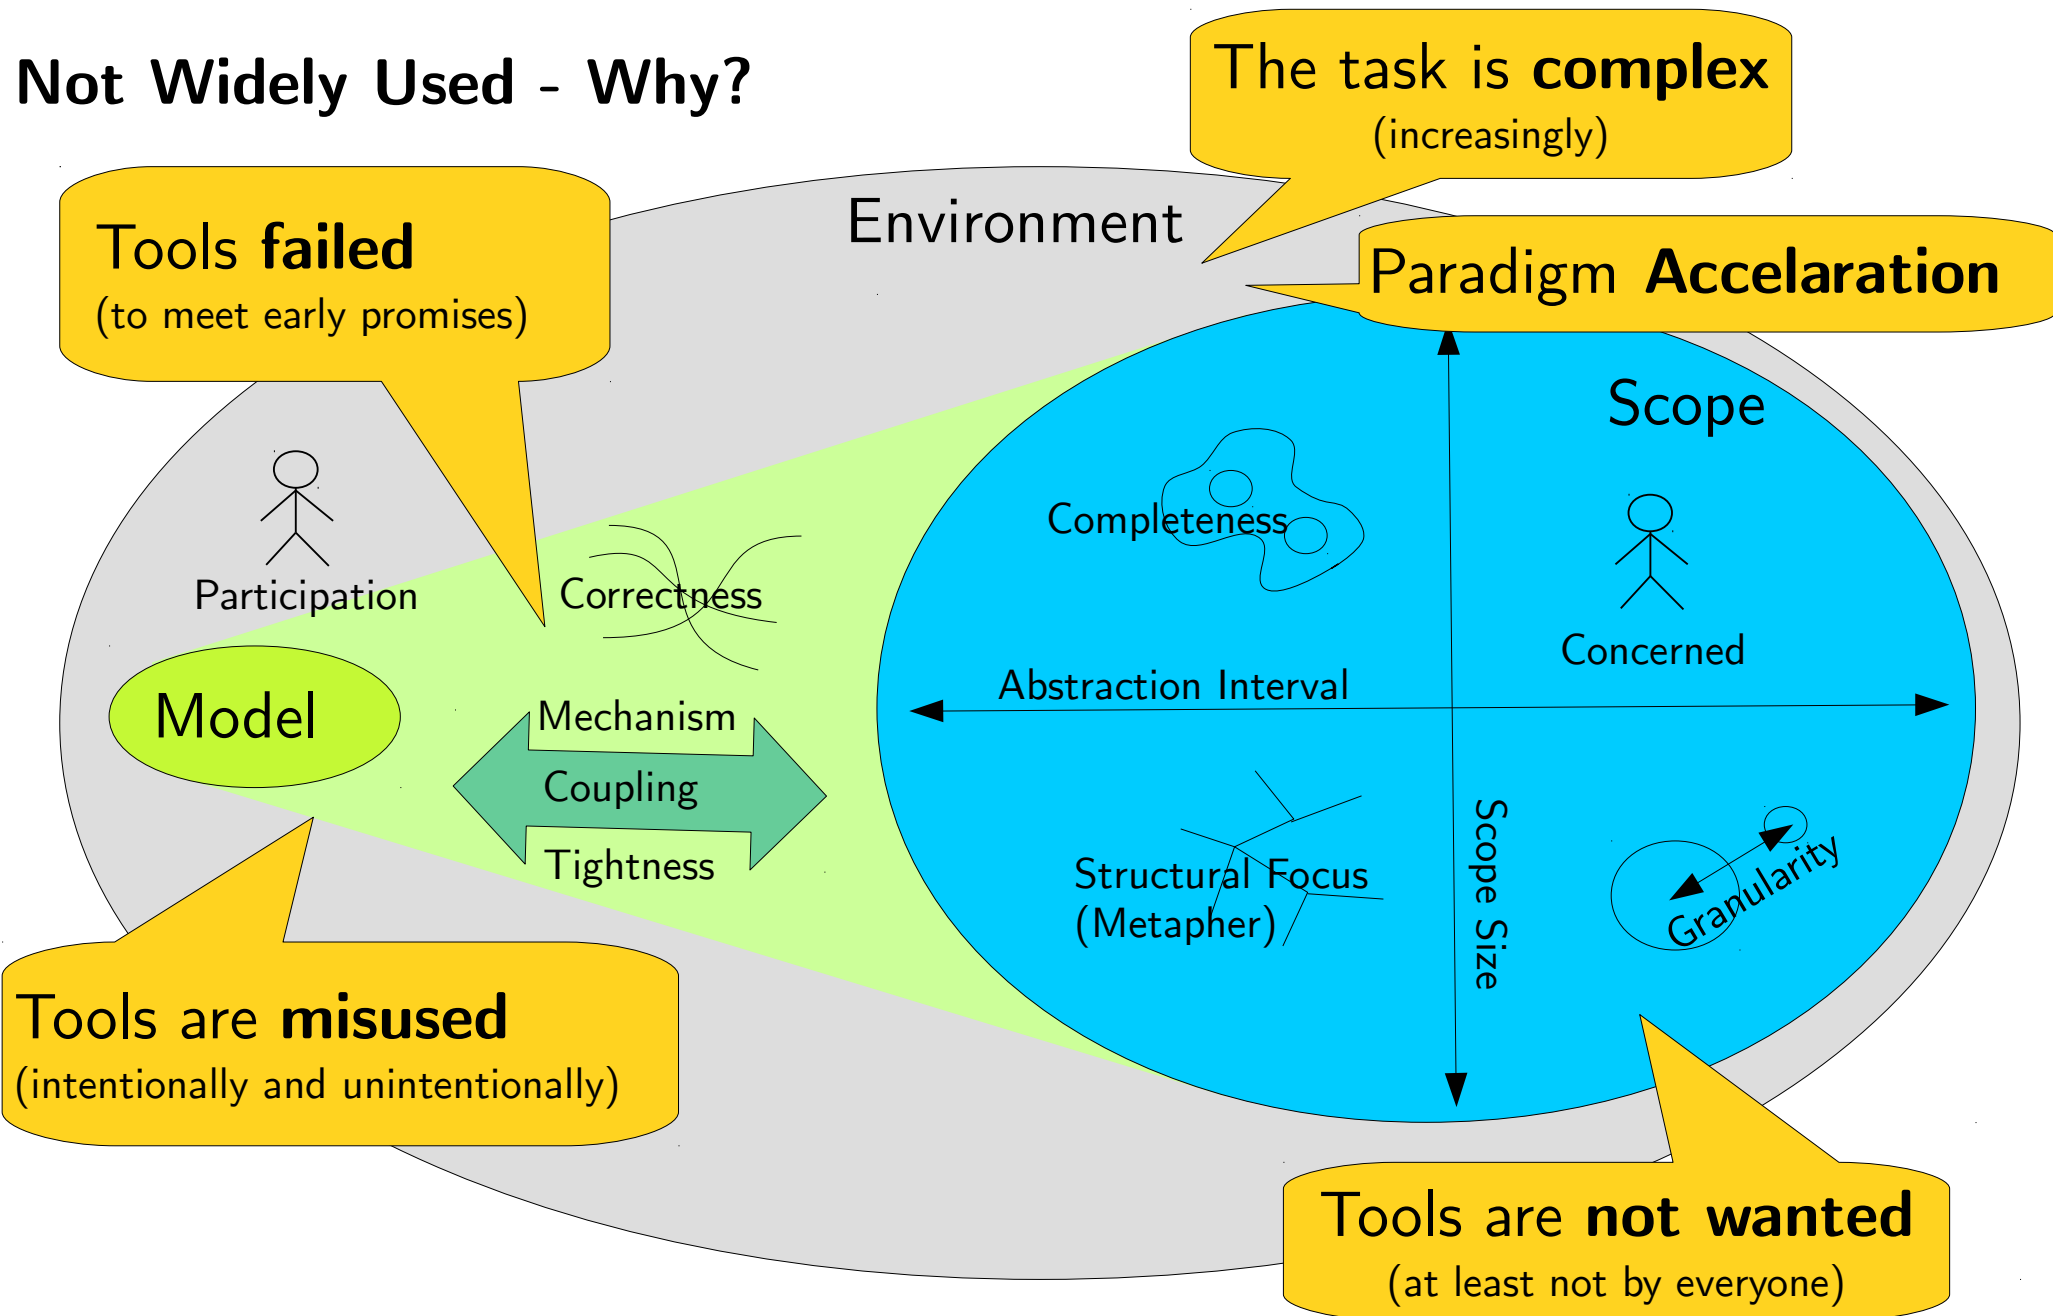 Not Widely Used - Why?
The task is complex
(increasingly)
Environment
Tools failed
(to meet early promises)
Paradigm Accelaration
Scope
Completeness
Participation
Correctness
Concerned
Abstraction Interval
Model
Mechanism
Coupling
Tightness
Structural Focus
(Metapher)
Scope Size
Granularity
Tools are misused
(intentionally and unintentionally)
Tools are not wanted
(at least not by everyone)